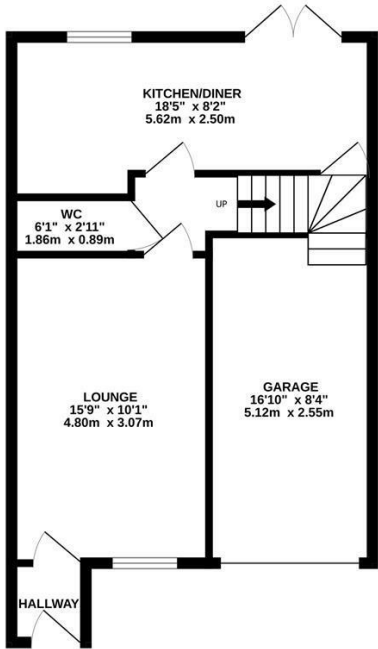 KITCHEN/DINER
18'5" x 8'2"
5.62m x 2.50m
WC
6'1" x 2'11"
1.86m x 0.89m
UP
LOUNGE
15'9" x 10'1"
4.80m x 3.07m
GARAGE
16'10" x 8'4"
5.12m x 2.55m
HALLWAY